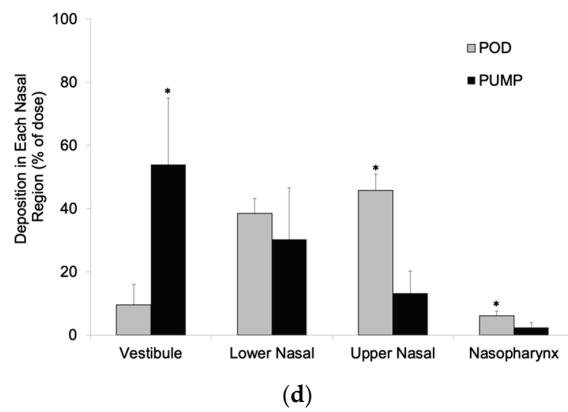 100
80
60
40
20
0
Deposition in Each Nasal
Region (% of dose)
POD
PUMP
*
*
*
Vestibule Lower Nasal Upper Nasal Nasopharynx
(d)